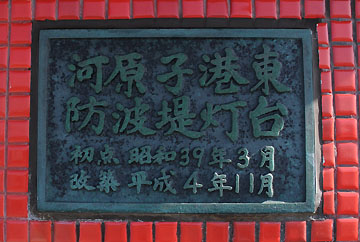 河原子港東
防波堤灯台
初点 昭和39年3月
改築 平成4年11月